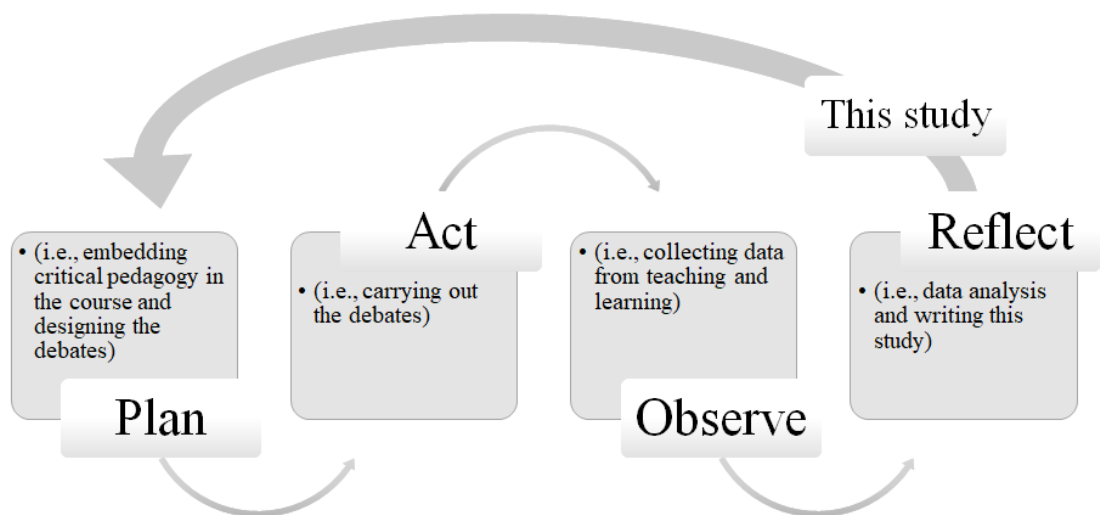 This study
• (i.e., embedding
critical pedagogy in
the course and
designing the
debates)
Plan
Act
• (i.e., carrying out
the debates)
• (i.e., collecting data
from teaching and
learning)
Observe
Reflect
• (i.e., data analysis
and writing this
study)